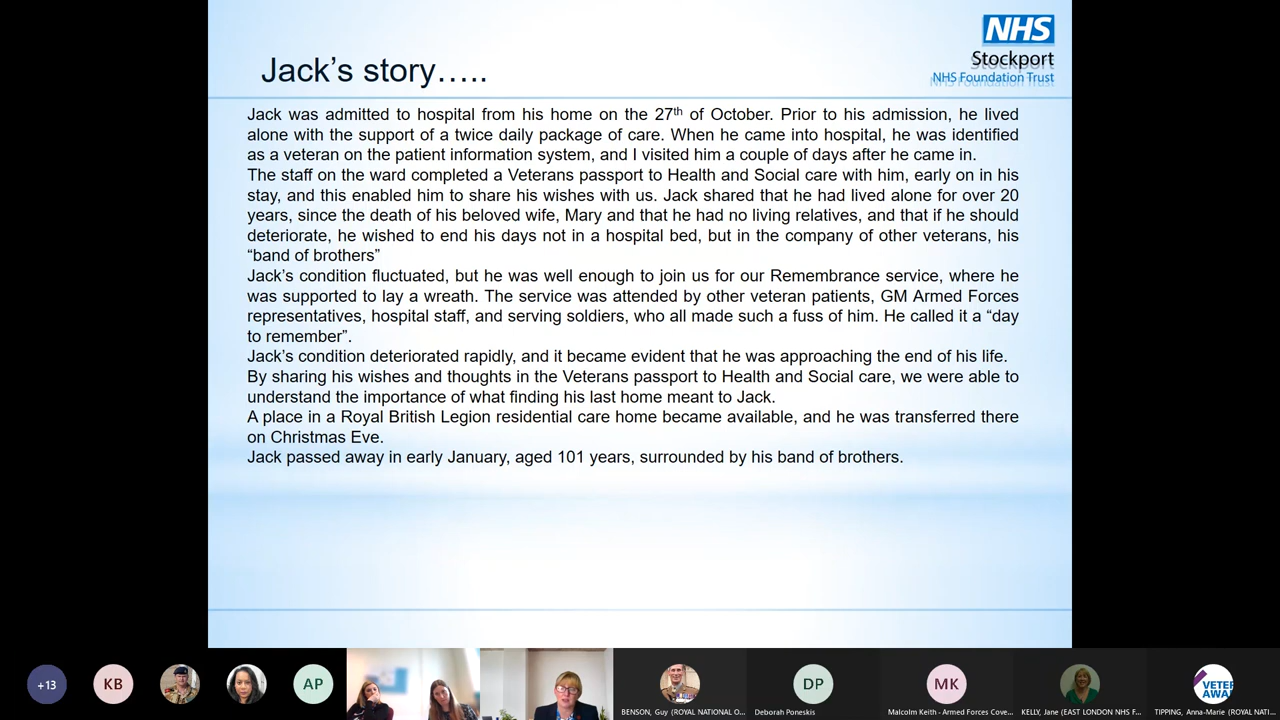 NHS
Stockport
NHS Foundation Trust
Jack’s story…..
Jack was admitted to hospital from his home on the 27th of October. Prior to his admission, he lived
alone with the support of a twice daily package of care. When he came into hospital, he was identified
as a veteran on the patient information system, and I visited him a couple of days after he came in.
The staff on the ward completed a Veterans passport to Health and Social care with him, early on in his
stay, and this enabled him to share his wishes with us. Jack shared that he had lived alone for over 20
years, since the death of his beloved wife, Mary and that he had no living relatives, and that if he should
deteriorate, he wished to end his days not in a hospital bed, but in the company of other veterans, his
“band of brothers”
Jack’s condition fluctuated, but he was well enough to join us for our Remembrance service, where he
was supported to lay a wreath. The service was attended by other veteran patients, GM Armed Forces
representatives, hospital staff, and serving soldiers, who all made such a fuss of him. He called it a “day
to remember”.
Jack’s condition deteriorated rapidly, and it became evident that he was approaching the end of his life.
By sharing his wishes and thoughts in the Veterans passport to Health and Social care, we were able to
understand the importance of what finding his last home meant to Jack.
A place in a Royal British Legion residential care home became available, and he was transferred there
on Christmas Eve.
Jack passed away in early January, aged 101 years, surrounded by his band of brothers.
+13
KB
AP
DP
MK
VETER
AWA
BENSON, Guy (ROYAL NATIONAL O...
Deborah Poneskis
Malcolm Keith - Armed Forces Cove...
KELLY, Jane (EAST LONDON NHS F...
TIPPING, Anna-Marie (ROYAL NATI...